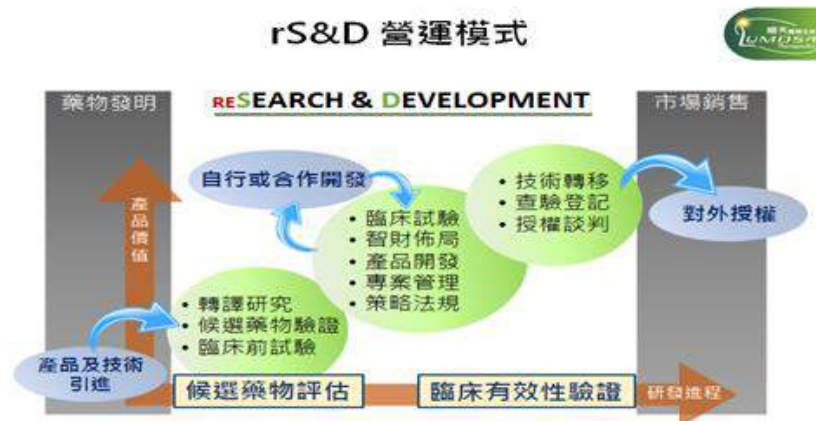 rS&D 營運模式
LUMOSA
藥物發明
RESEARCH & DEVELOPMENT
市場銷售
自行或合作開發
• 技術轉移
• 查驗登記
• 授權談判
對外授權
產品價值
• 臨床試驗
• 智財佈局
• 產品開發
• 專案管理
• 策略法規
• 轉譯研究
• 候選藥物驗證
• 臨床前試驗
產品及技術
引進
候選藥物評估
臨床有效性驗證
研發進程